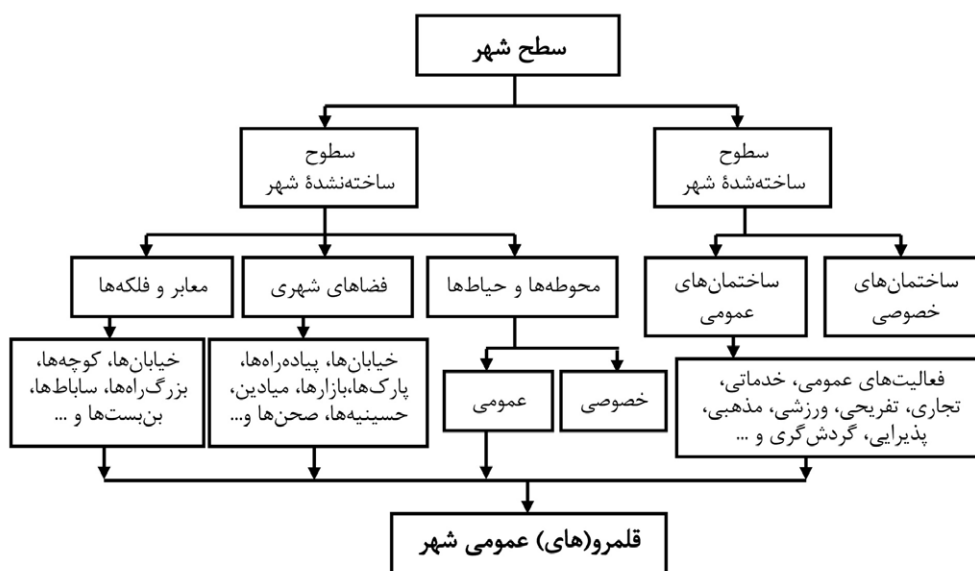 سطح شهر
سطوح
ساخته‌شدهٔ شهر
سطوح
ساخته‌نشدهٔ شهر
ساختمان‌های
خصوصی
ساختمان‌های
عمومی
محوطه‌ها و حیاط‌ها
فضاهای شهری
معابر و فلکه‌ها
فعالیت‌های عمومی، خدماتی،
تجاری، تفریحی، ورزشی، مذهبی،
پذیرایی، گردش‌گری و ...
خصوصی
عمومی
خیابان‌ها، پیاده‌راه‌ها،
پارک‌ها،بازارها، میادین،
حسینیه‌ها، صحن‌ها و...
خیابان‌ها، کوچه‌ها،
بزرگ‌راه‌ها، ساباط‌ها،
بن‌بست‌ها و ...
قلمرو(های) عمومی شهر